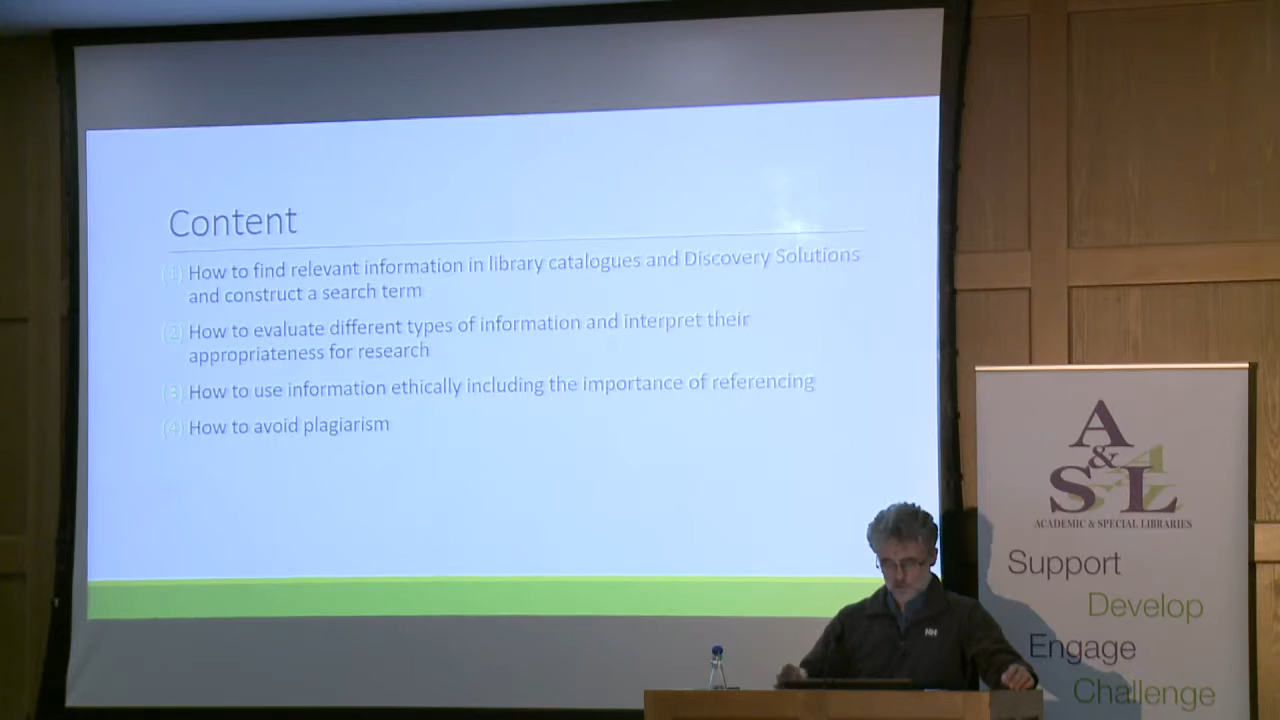 Content
(1) How to find relevant information in library catalogues and Discovery Solutions
and construct a search term
(2) How to evaluate different types of information and interpret their
appropriateness for research
(3) How to use information ethically including the importance of referencing
(4) How to avoid plagiarism
A
&
SL
ACADEMIC & SPECIAL LIBRARIES
Support
Develop
Engage
Challenge
HH